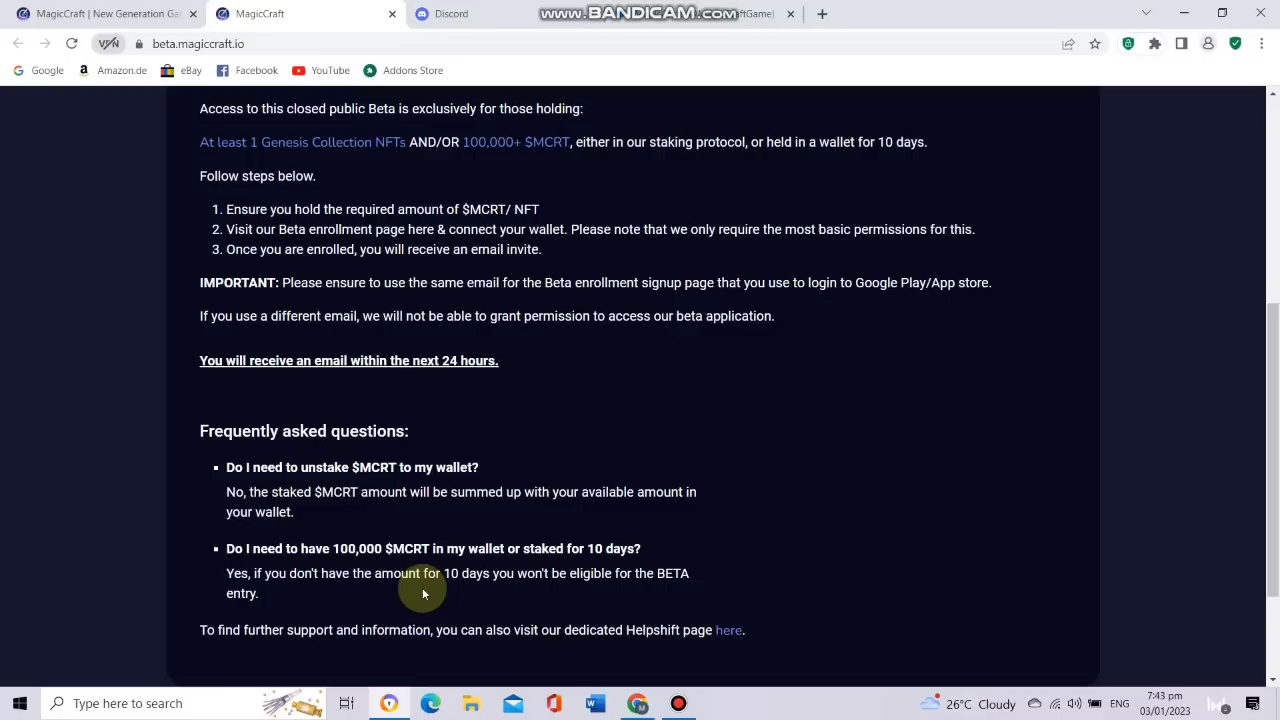 MagicCraft | New Generation Ga
MagicCraft
Discord
www.BANDICAM.com
ftGame)
VPN
beta.magiccraft.io
Google
Amazon.de
eBay
Facebook
YouTube
Addons Store
Access to this closed public Beta is exclusively for those holding:
At least 1 Genesis Collection NFTs AND/OR 100,000+ $MCRT, either in our staking protocol, or held in a wallet for 10 days.
Follow steps below.
1. Ensure you hold the required amount of $MCRT/ NFT
2. Visit our Beta enrollment page here & connect your wallet. Please note that we only require the most basic permissions for this.
3. Once you are enrolled, you will receive an email invite.
IMPORTANT: Please ensure to use the same email for the Beta enrollment signup page that you use to login to Google Play/App store.
If you use a different email, we will not be able to grant permission to access our beta application.
You will receive an email within the next 24 hours.
Frequently asked questions:
Do I need to unstake $MCRT to my wallet?
No, the staked $MCRT amount will be summed up with your available amount in
your wallet.
Do I need to have 100,000 $MCRT in my wallet or staked for 10 days?
Yes, if you don't have the amount for 10 days you won't be eligible for the BETA
entry.
To find further support and information, you can also visit our dedicated Helpshift page here.
Type here to search
26°C Cloudy
ENG
7:43 pm
03/01/2023